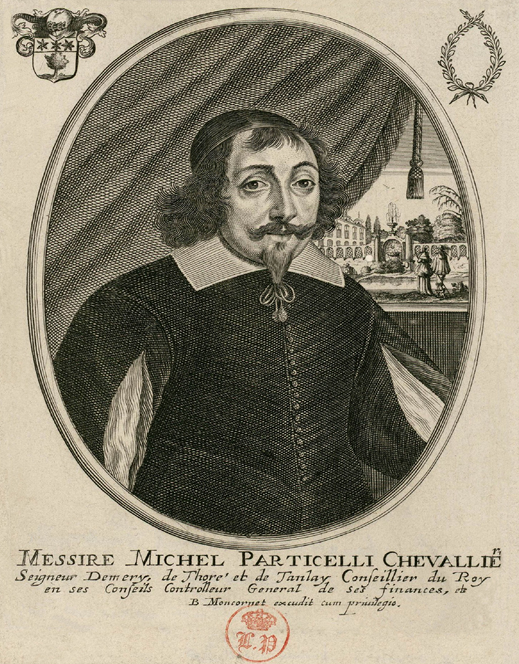 MESSIRE MICHEL PARTICELLI CHEVALLIEr
Seigneur Demery, de Thore' et de Tanlay Conseillier du Roy
en ses Conseils Controlleur General de ses finances, etc
B Moncornet excudit cum privilegio.
L.P